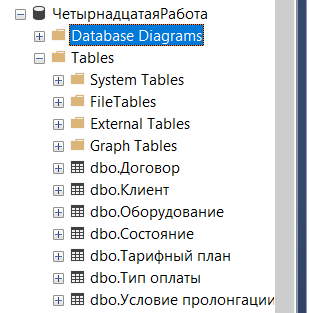 ЧетырнадцатаяРабота
Database Diagrams
Tables
System Tables
FileTables
External Tables
Graph Tables
dbo.Договор
dbo.Клиент
dbo.Оборудование
dbo.Состояние
dbo.Тарифный план
dbo.Тип оплаты
dbo.Условие пролонгации